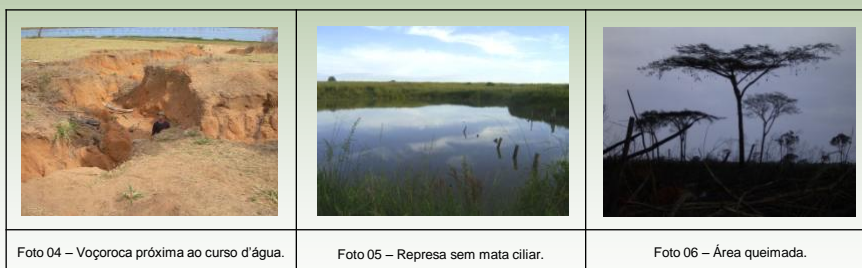 Foto 04 – Voçoroca próxima ao curso d'água.
Foto 05 – Represa sem mata ciliar.
Foto 06 – Área queimada.